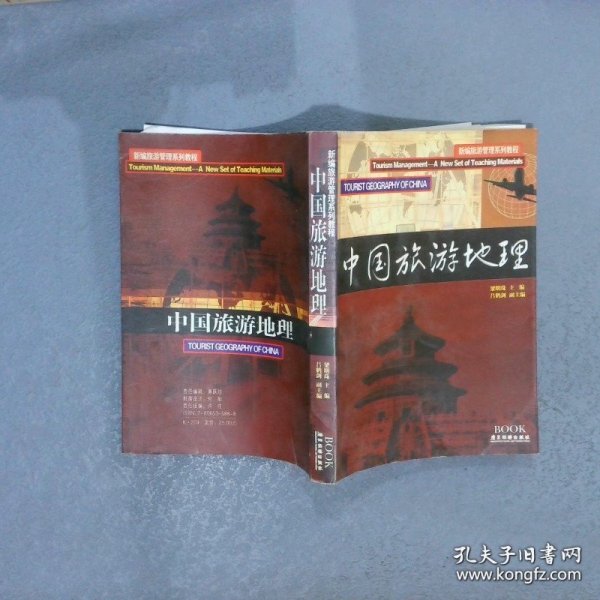 新编旅游管理系列教程
Tourism Management—A New Set of Teaching Materials
中国旅游地理
TOURIST GEOGRAPHY OF CHINA
新编旅游管理系列教程
中国旅游地理
主编
副主编
BOOK
新编旅游管理系列教程
Tourism Management—A New Set of Teaching Materials
TOURIST GEOGRAPHY OF CHINA
中国旅游地理
主编
副主编
BOOK
孔夫子旧书网
www.kongfz.com